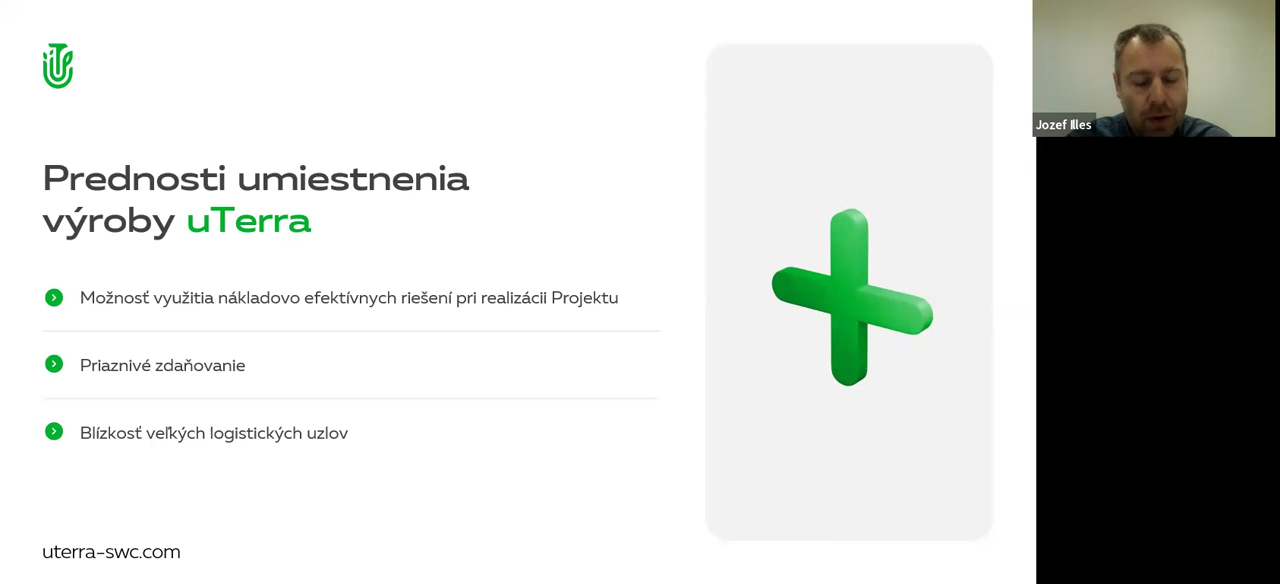 Prednosti umiestnenia
výroby uTerra
Možnosť využitia nákladovo efektívnych riešení pri realizácii Projektu
Priaznivé zdaňovanie
Blízkosť veľkých logistických uzlov
uterra-swc.com
Jozef Illes